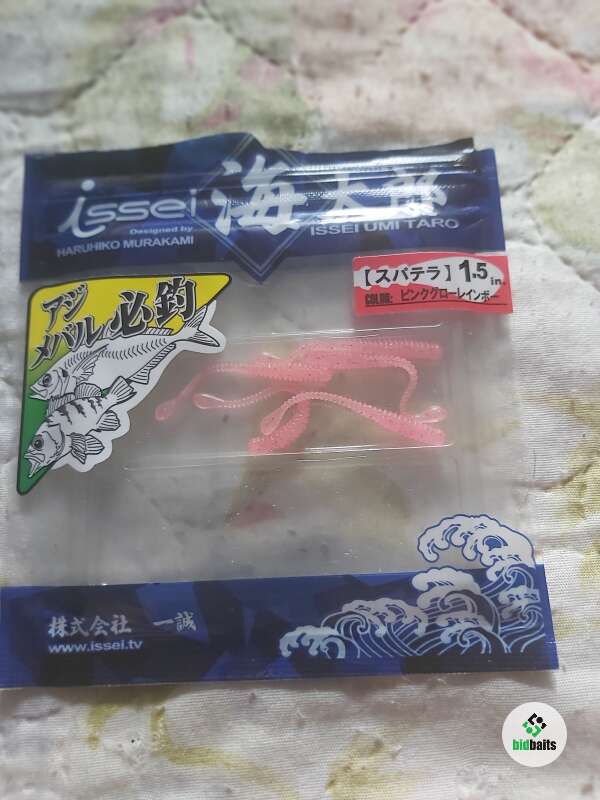 issei
海太郎
Designed by
HARUHIKO MURAKAMI
ISSEI UMI TARO
アジ
メバル必釣
【スパテラ】1.5in.
COLOR: ピンクグローレインボー
株式会社 一誠
www.issei.tv
bidbaits